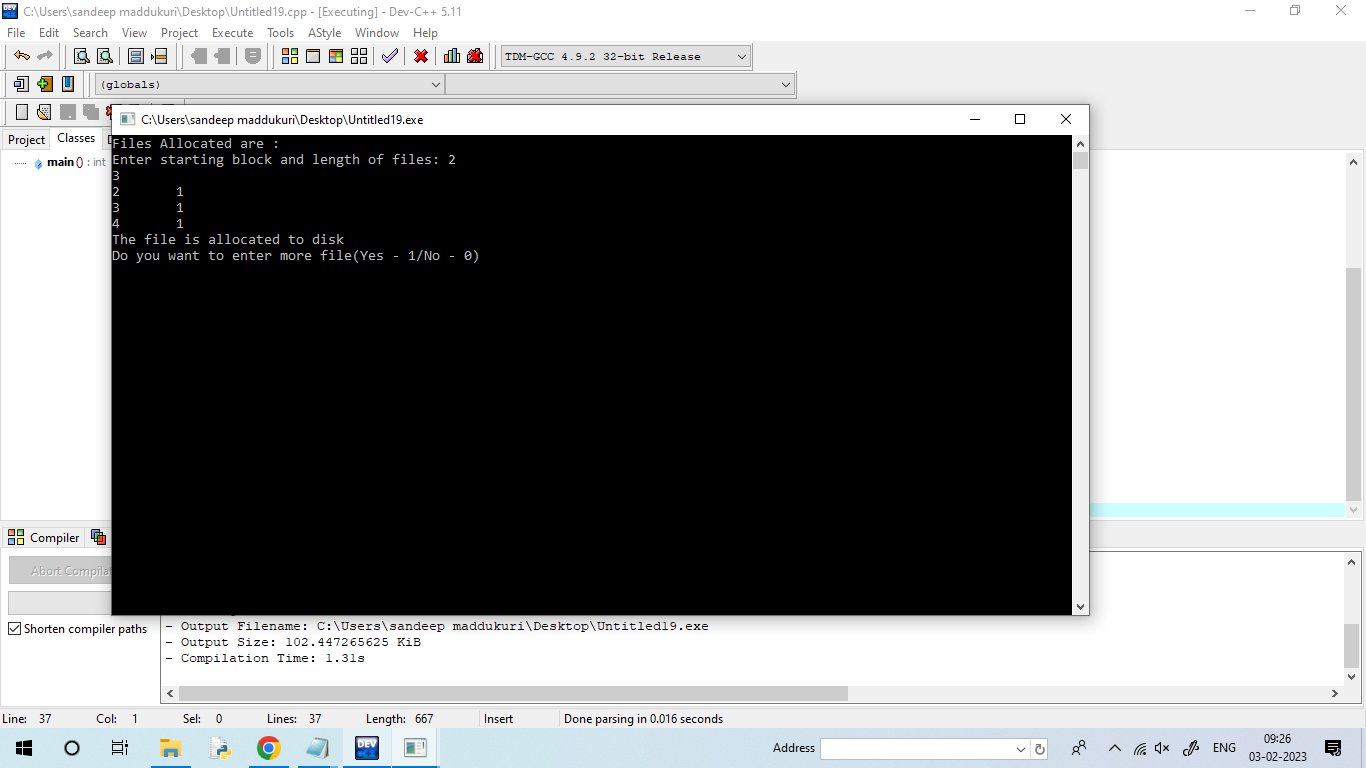 C:\Users\sandeep maddukuri\Desktop\Untitled19.cpp - [Executing] - Dev-C++ 5.11
File Edit Search View Project Execute Tools AStyle Window Help
TDM-GCC 4.9.2 32-bit Release
(globals)
C:\Users\sandeep maddukuri\Desktop\Untitled19.exe
Project Classes
main () : int
Files Allocated are :
Enter starting block and length of files: 2
3
2 1
3 1
4 1
The file is allocated to disk
Do you want to enter more file(Yes - 1/No - 0)
Compiler
Abort Compilat
Shorten compiler paths
- Output Filename: C:\Users\sandeep maddukuri\Desktop\Untitled19.exe
- Output Size: 102.447265625 KiB
- Compilation Time: 1.31s
Line: 37 Col: 1 Sel: 0 Lines: 37 Length: 667 Insert Done parsing in 0.016 seconds
DEV
Address
ENG
09:26
03-02-2023